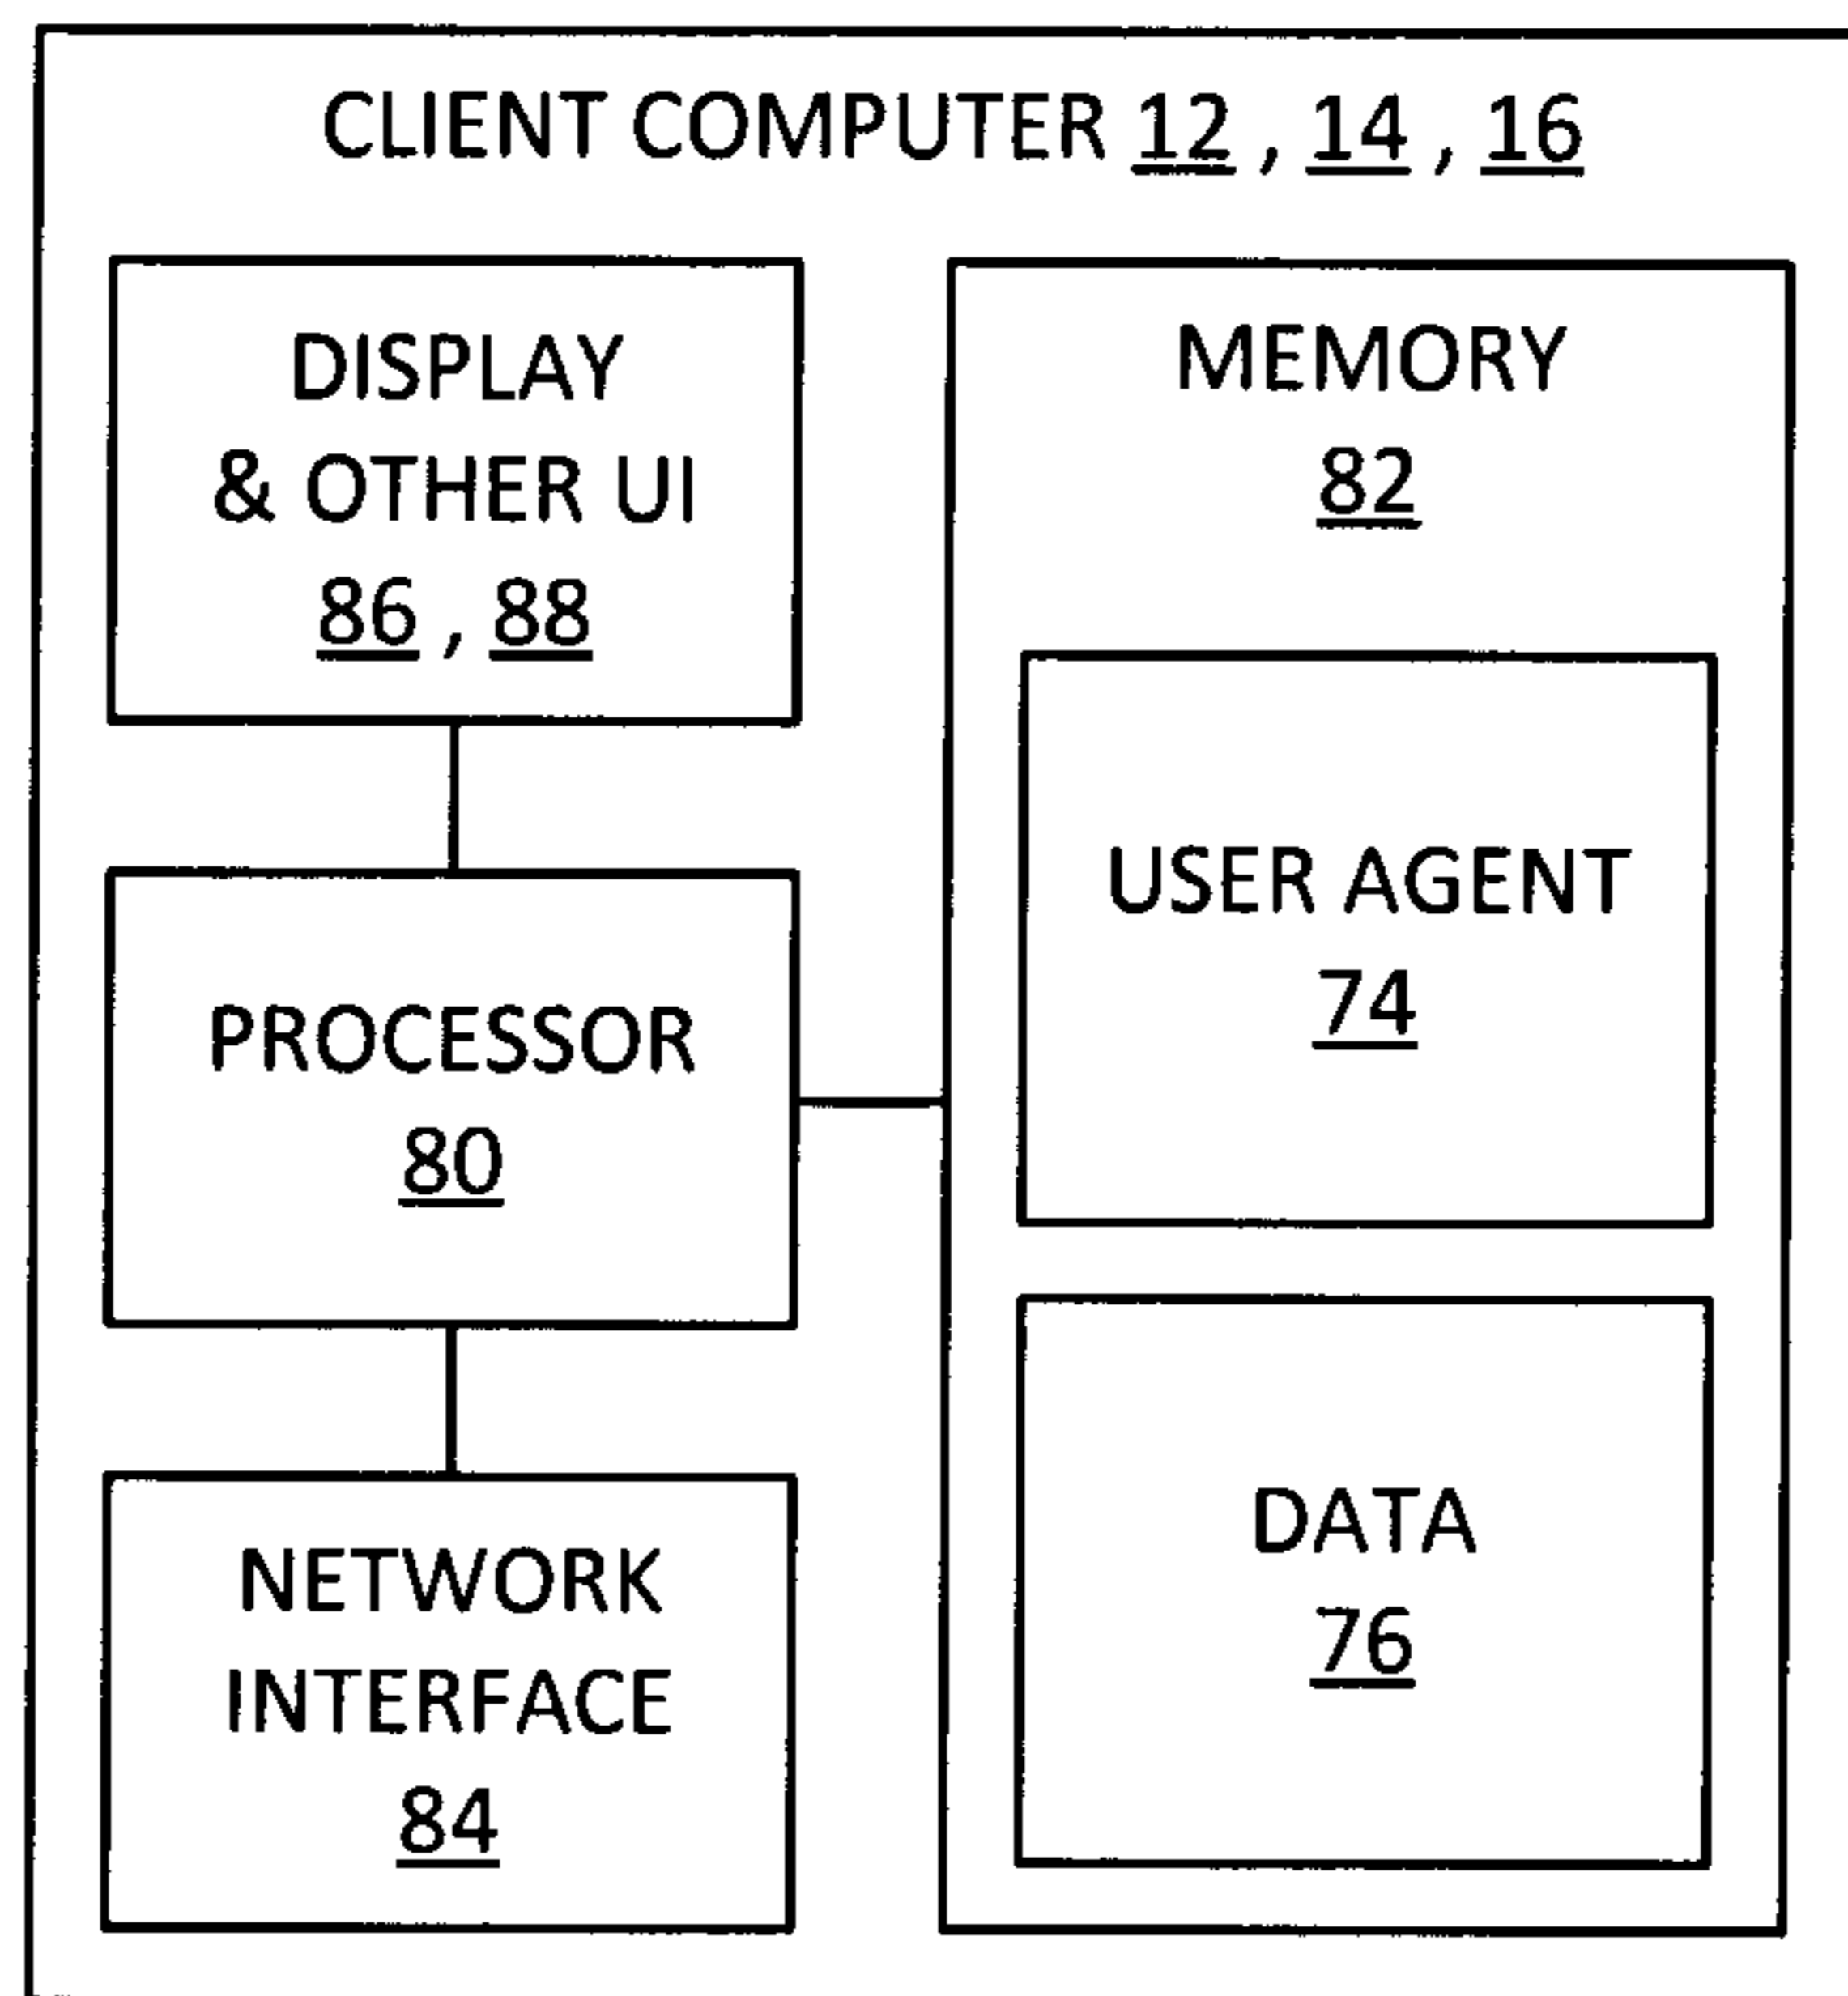 CLIENT COMPUTER 12 , 14 , 16
DISPLAY
& OTHER UI
86 , 88
PROCESSOR
80
NETWORK
INTERFACE
84
MEMORY
82
USER AGENT
74
DATA
76